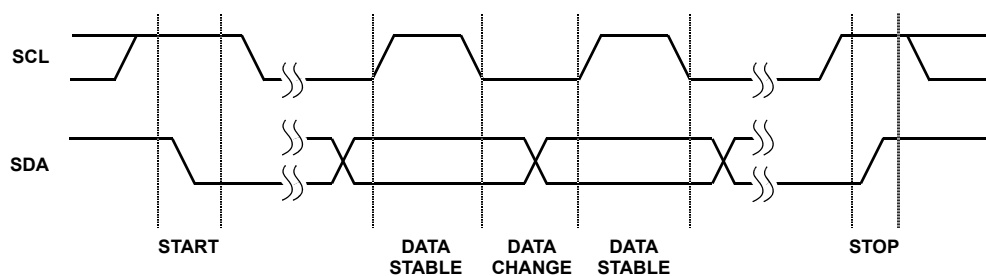 SCL
SDA
START
DATA
STABLE
DATA
CHANGE
DATA
STABLE
STOP